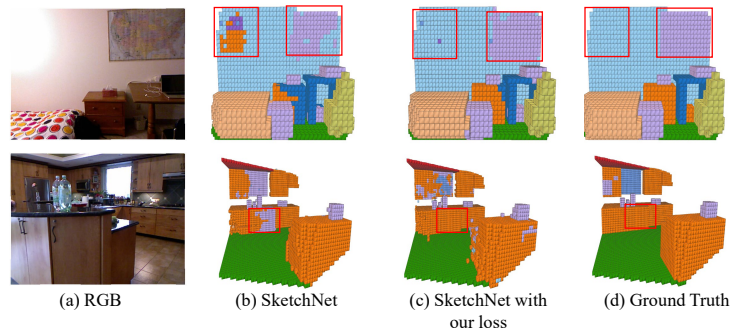 (a) RGB
(b) SketchNet
(c) SketchNet with
our loss
(d) Ground Truth